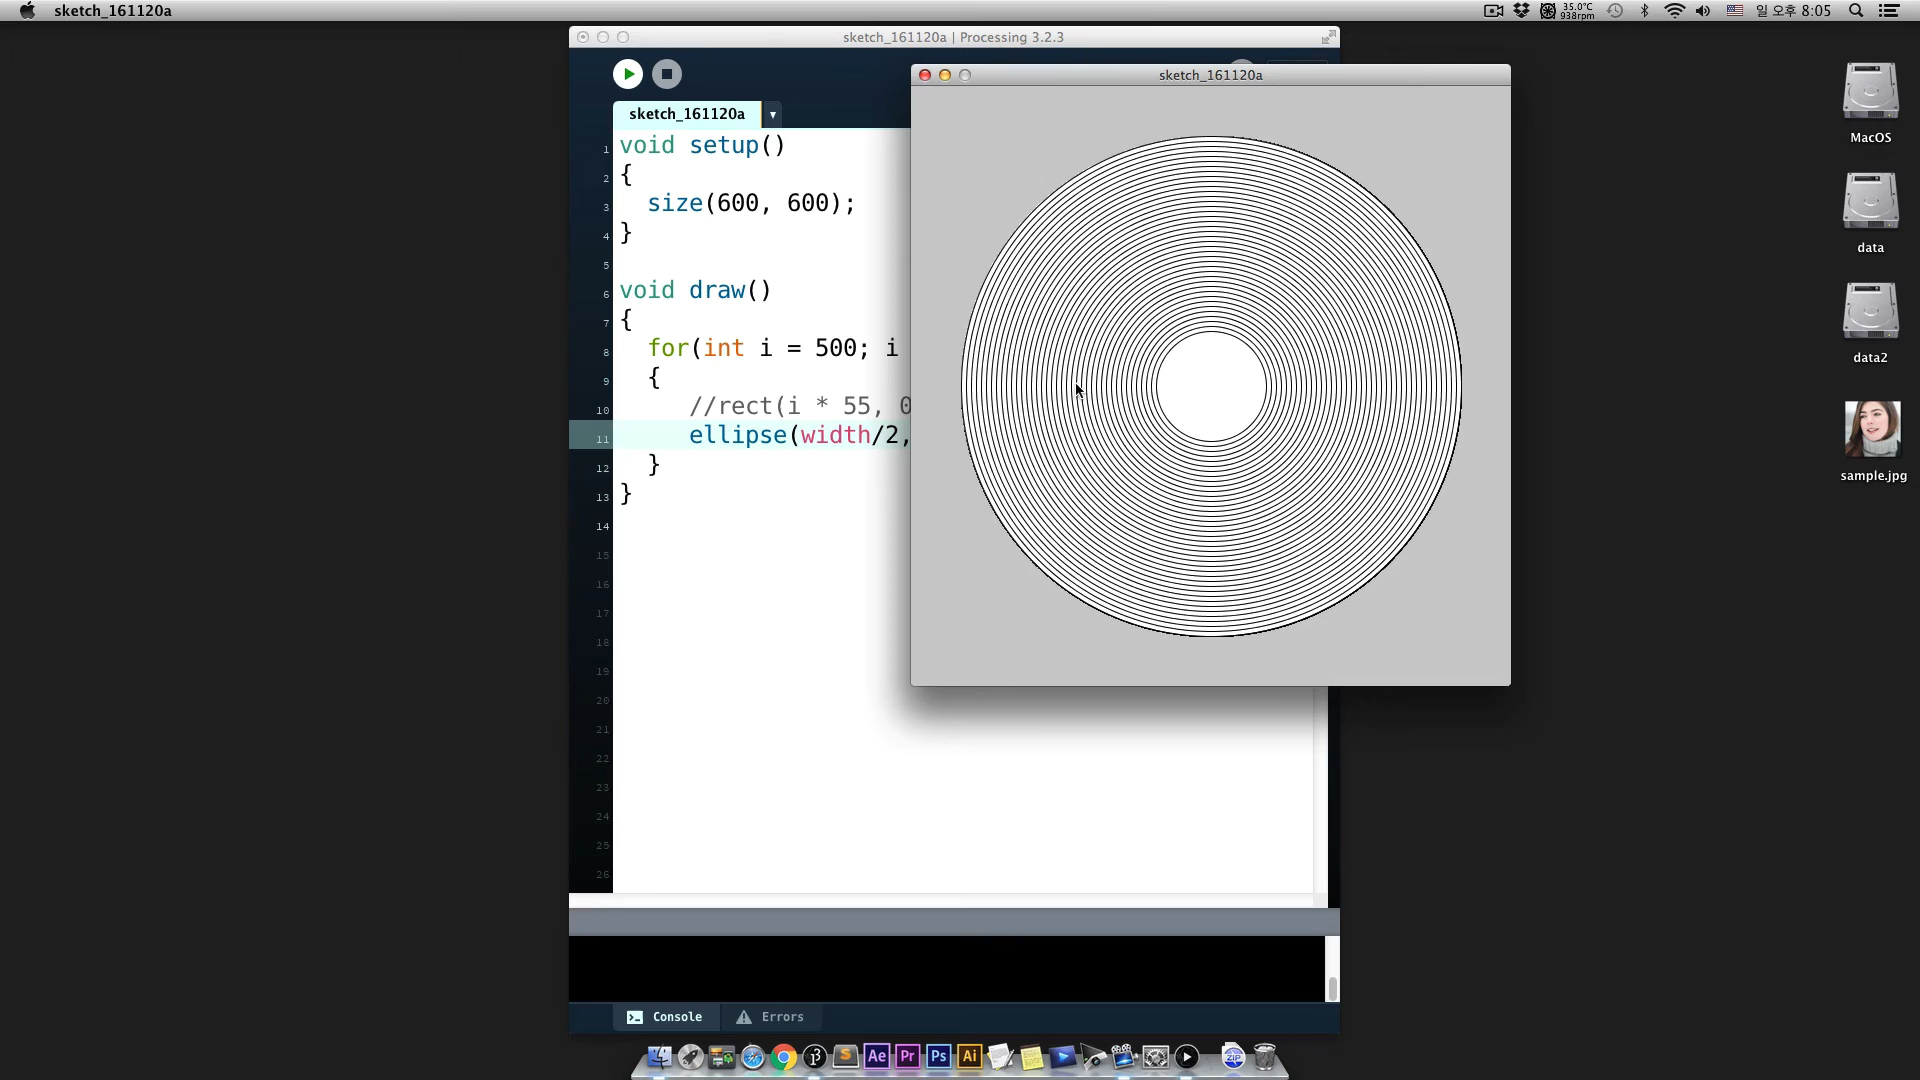 sketch_161120a
35.0°C
938rpm
일 오후 8:05
sketch_161120a | Processing 3.2.3
sketch_161120a
sketch_161120a
1 void setup()
2 {
3 size(600, 600);
4 }
5
6 void draw()
7 {
8 for(int i = 500; i
9 {
10 //rect(i * 55, 0
11 ellipse(width/2,
12 }
13 }
14
15
16
17
18
19
20
21
22
23
24
25
26
MacOS
data
data2
sample.jpg
Console
Errors
Ae
Pr
Ps
Ai
ZIP